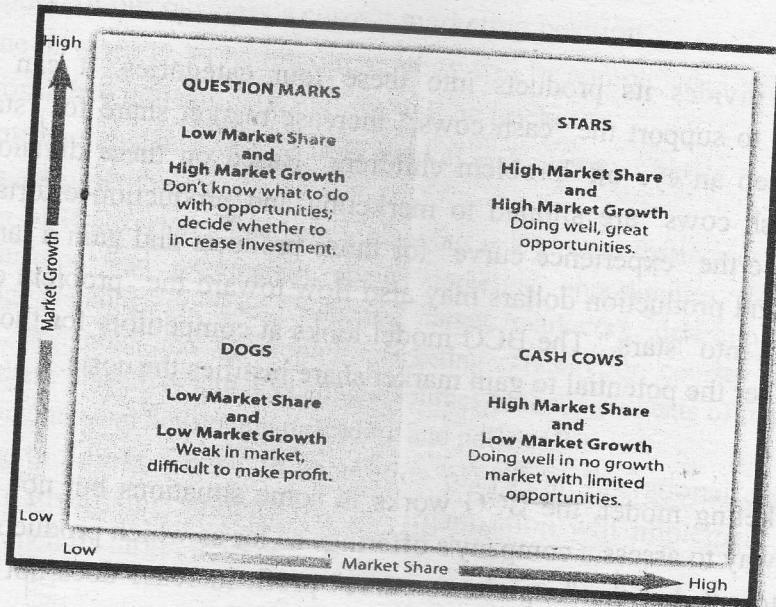 High
QUESTION MARKS
Low Market Share
and
High Market Growth
Don't know what to do
with opportunities;
decide whether to
increase investment.
STARS
High Market Share
and
High Market Growth
Doing well, great
opportunities.
Market Growth
DOGS
Low Market Share
and
Low Market Growth
Weak in market,
difficult to make profit.
CASH COWS
High Market Share
and
Low Market Growth
Doing well in no growth
market with limited
opportunities.
Low
Low
Market Share
High